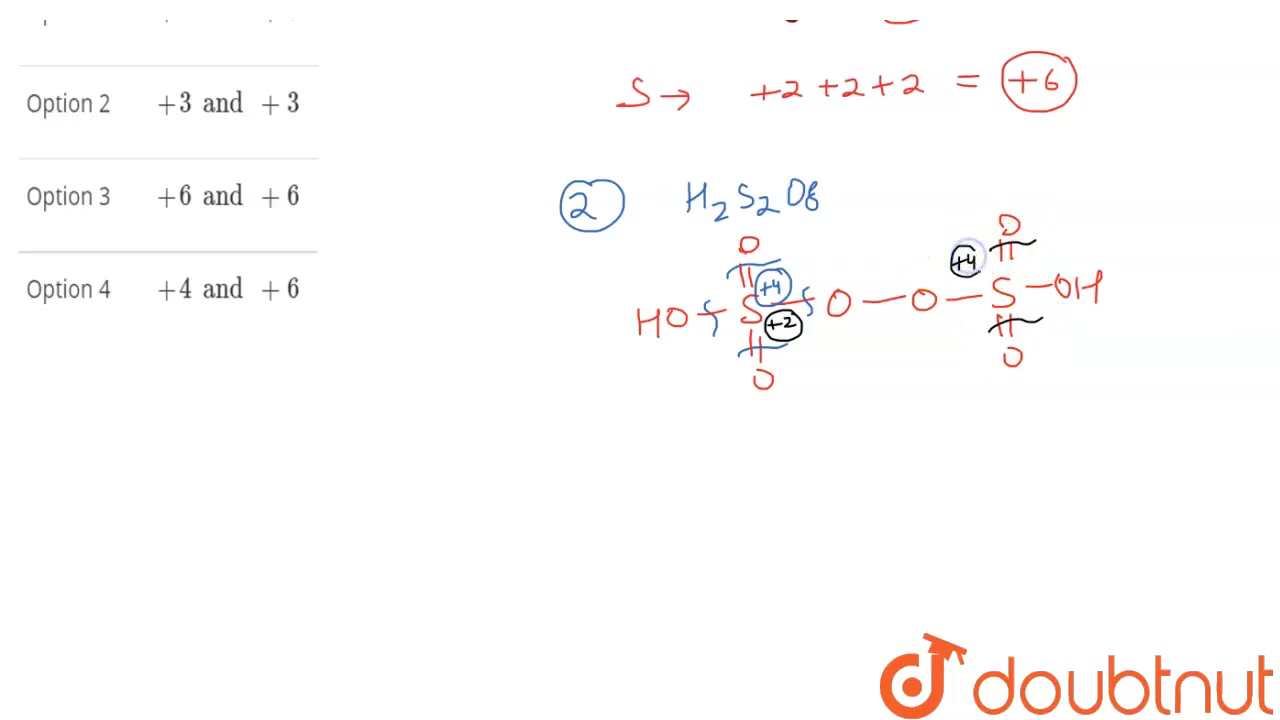 S → +2 +2 +2 = +6
Option 2 +3 and +3
Option 3 +6 and +6
2 H2S2O8
O O
+4 +4
HO S O O S OH
+2
O O
Option 4 +4 and +6
doubtnut